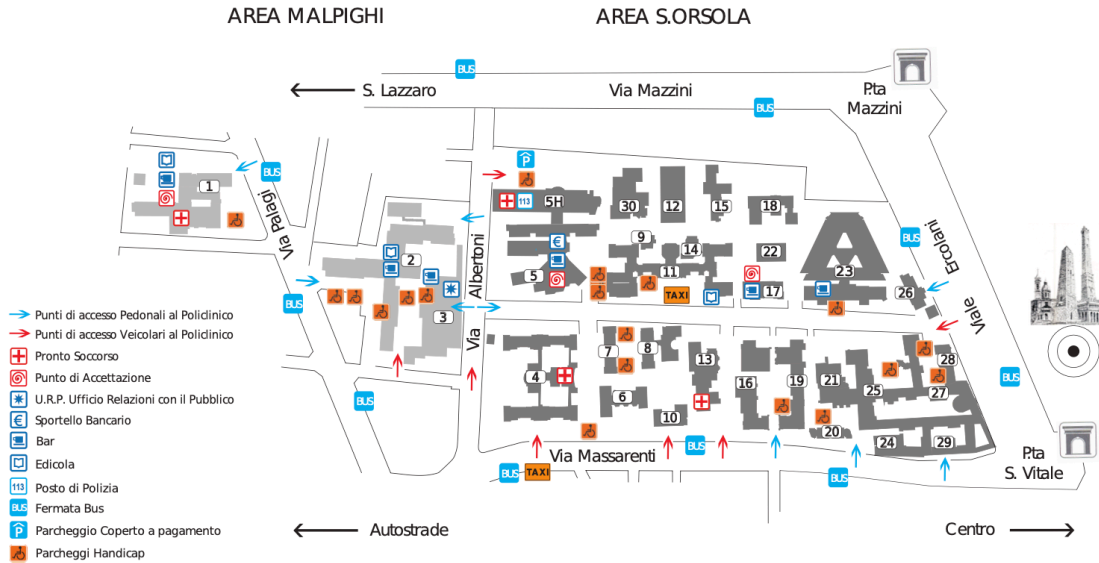 AREA MALPIGHI
AREA S.ORSOLA
BUS
S. Lazzaro
Via Mazzini
P.ta
Mazzini
BUS
P
BUS
Via Palagi
1
113
5H
30
12
15
18
9
14
22
BUS
Ercolani
2
€
5
11
23
26
17
TAXI
Albertoni
Via
3
BUS
Viale
Punti di accesso Pedonali al Policlinico
Punti di accesso Veicolari al Policlinico
Pronto Soccorso
Punto di Accettazione
U.R.P. Ufficio Relazioni con il Pubblico
€ Sportello Bancario
Bar
Edicola
113 Posto di Polizia
BUS Fermata Bus
P Parcheggio Coperto a pagamento
Parcheggi Handicap
7
8
13
4
6
10
16
19
21
25
28
27
20
24
29
BUS
BUS
Via Massarenti
BUS
BUS
TAXI
BUS
P.ta
S. Vitale
Autostrade
Centro